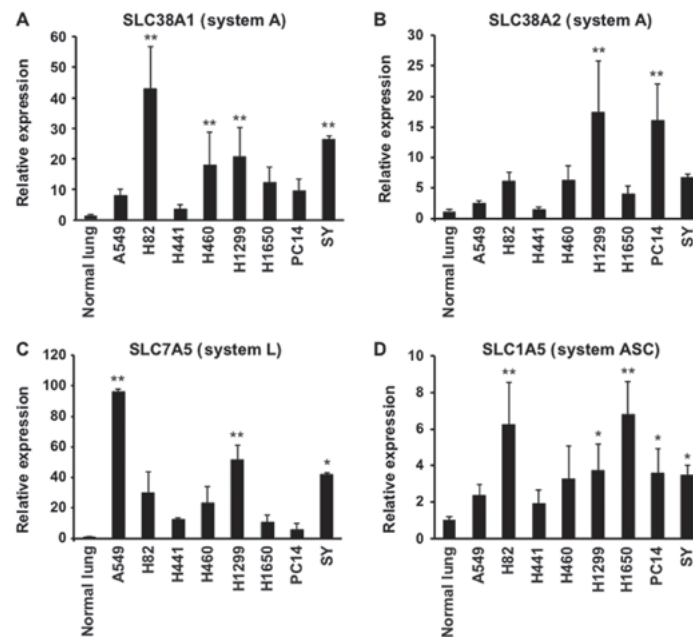 A
SLC38A1 (system A)
Relative expression
60
50
40
30
20
10
0
**
**
**
**
Normal lung
A549
H82
H441
H460
H1299
H1650
PC14
SY
B
SLC38A2 (system A)
Relative expression
30
25
20
15
10
5
0
**
**
Normal lung
A549
H82
H441
H460
H1299
H1650
PC14
SY
C
SLC7A5 (system L)
Relative expression
120
100
80
60
40
20
0
**
**
*
Normal lung
A549
H82
H441
H460
H1299
H1650
PC14
SY
D
SLC1A5 (system ASC)
Relative expression
10
8
6
4
2
0
**
*
**
*
*
Normal lung
A549
H82
H441
H460
H1299
H1650
PC14
SY